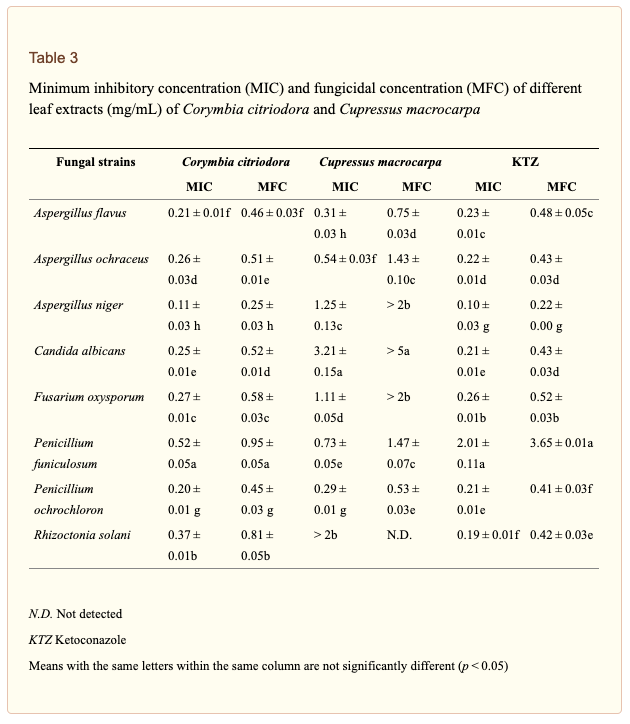 Table 3
Minimum inhibitory concentration (MIC) and fungicidal concentration (MFC) of different
leaf extracts (mg/mL) of Corymbia citriodora and Cupressus macrocarpa
Fungal strains Corymbia citriodora Cupressus macrocarpa KTZ
MIC MFC MIC MFC MIC MFC
Aspergillus flavus 0.21 ± 0.01f 0.46 ± 0.03f 0.31 ± 0.75 ± 0.23 ± 0.48 ± 0.05c
0.03 h 0.03d 0.01c
Aspergillus ochraceus 0.26 ± 0.51 ± 0.54 ± 0.03f 1.43 ± 0.22 ± 0.43 ±
0.03d 0.01e 0.10c 0.01d 0.03d
Aspergillus niger 0.11 ± 0.25 ± 1.25 ± > 2b 0.10 ± 0.22 ±
0.03 h 0.03 h 0.13c 0.03 g 0.00 g
Candida albicans 0.25 ± 0.52 ± 3.21 ± > 5a 0.21 ± 0.43 ±
0.01e 0.01d 0.15a 0.01e 0.03d
Fusarium oxysporum 0.27 ± 0.58 ± 1.11 ± > 2b 0.26 ± 0.52 ±
0.01c 0.03c 0.05d 0.01b 0.03b
Penicillium 0.52 ± 0.95 ± 0.73 ± 1.47 ± 2.01 ± 3.65 ± 0.01a
funiculosum 0.05a 0.05a 0.05e 0.07c 0.11a
Penicillium 0.20 ± 0.45 ± 0.29 ± 0.53 ± 0.21 ± 0.41 ± 0.03f
ochrochloron 0.01 g 0.03 g 0.01 g 0.03e 0.01e
Rhizoctonia solani 0.37 ± 0.81 ± > 2b N.D. 0.19 ± 0.01f 0.42 ± 0.03e
0.01b 0.05b
N.D. Not detected
KTZ Ketoconazole
Means with the same letters within the same column are not significantly different (p < 0.05)